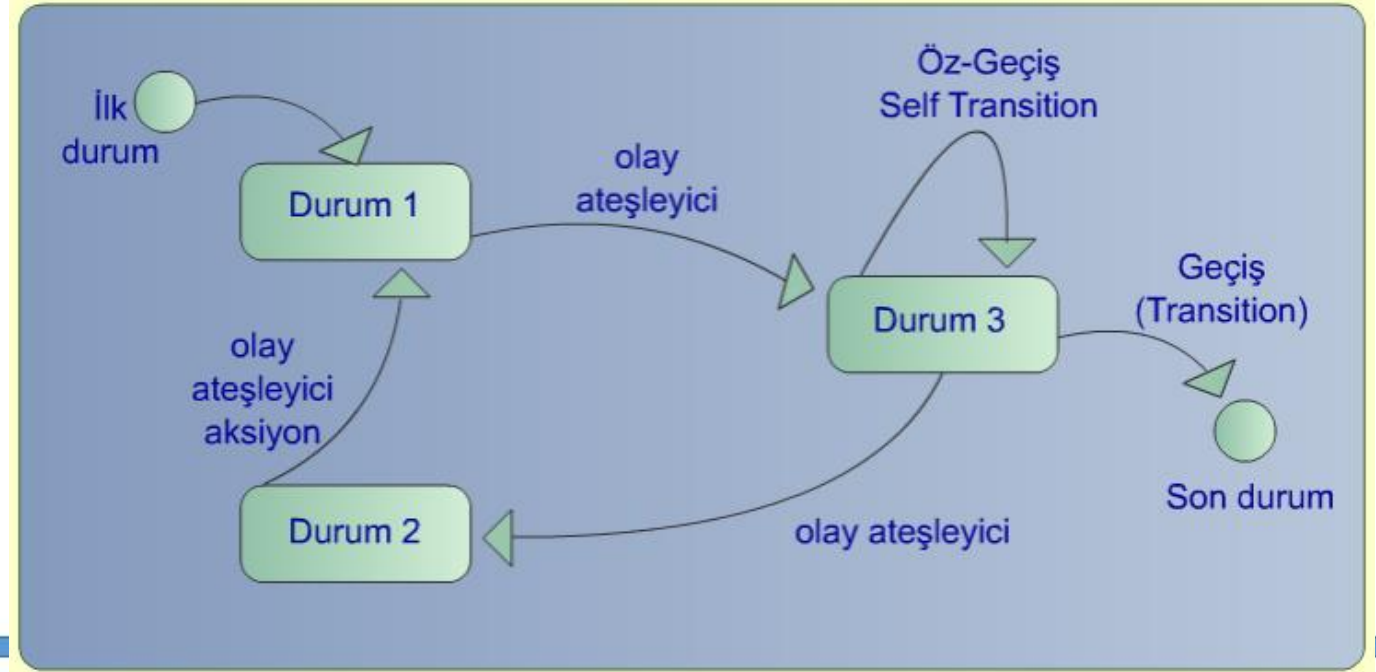 Öz-Geçiş
Self Transition
İlk
durum
olay
ateşleyici
Durum 1
Geçiş
(Transition)
Durum 3
olay
ateşleyici
aksiyon
Son durum
Durum 2
olay ateşleyici